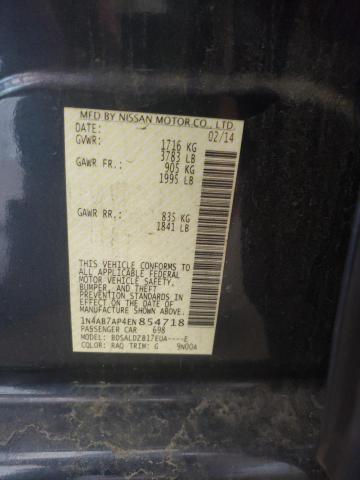 MFD BY NISSAN MOTOR CO., LTD.
DATE: 02/14
GVWR: 1716 KG
3783 LB
GAWR FR.: 905 KG
1995 LB
GAWR RR.: 835 KG
1841 LB
THIS VEHICLE CONFORMS TO
ALL APPLICABLE FEDERAL
MOTOR VEHICLE SAFETY,
BUMPER, AND THEFT
PREVENTION STANDARDS
IN EFFECT ON THE DATE OF
MANUFACTURE SHOWN ABOVE.
1N4AB7AP4EN854718
PASSENGER CAR 698
MODEL: BDSALDZB17EUA----E
COLOR: RAQ TRIM: G 9N00A